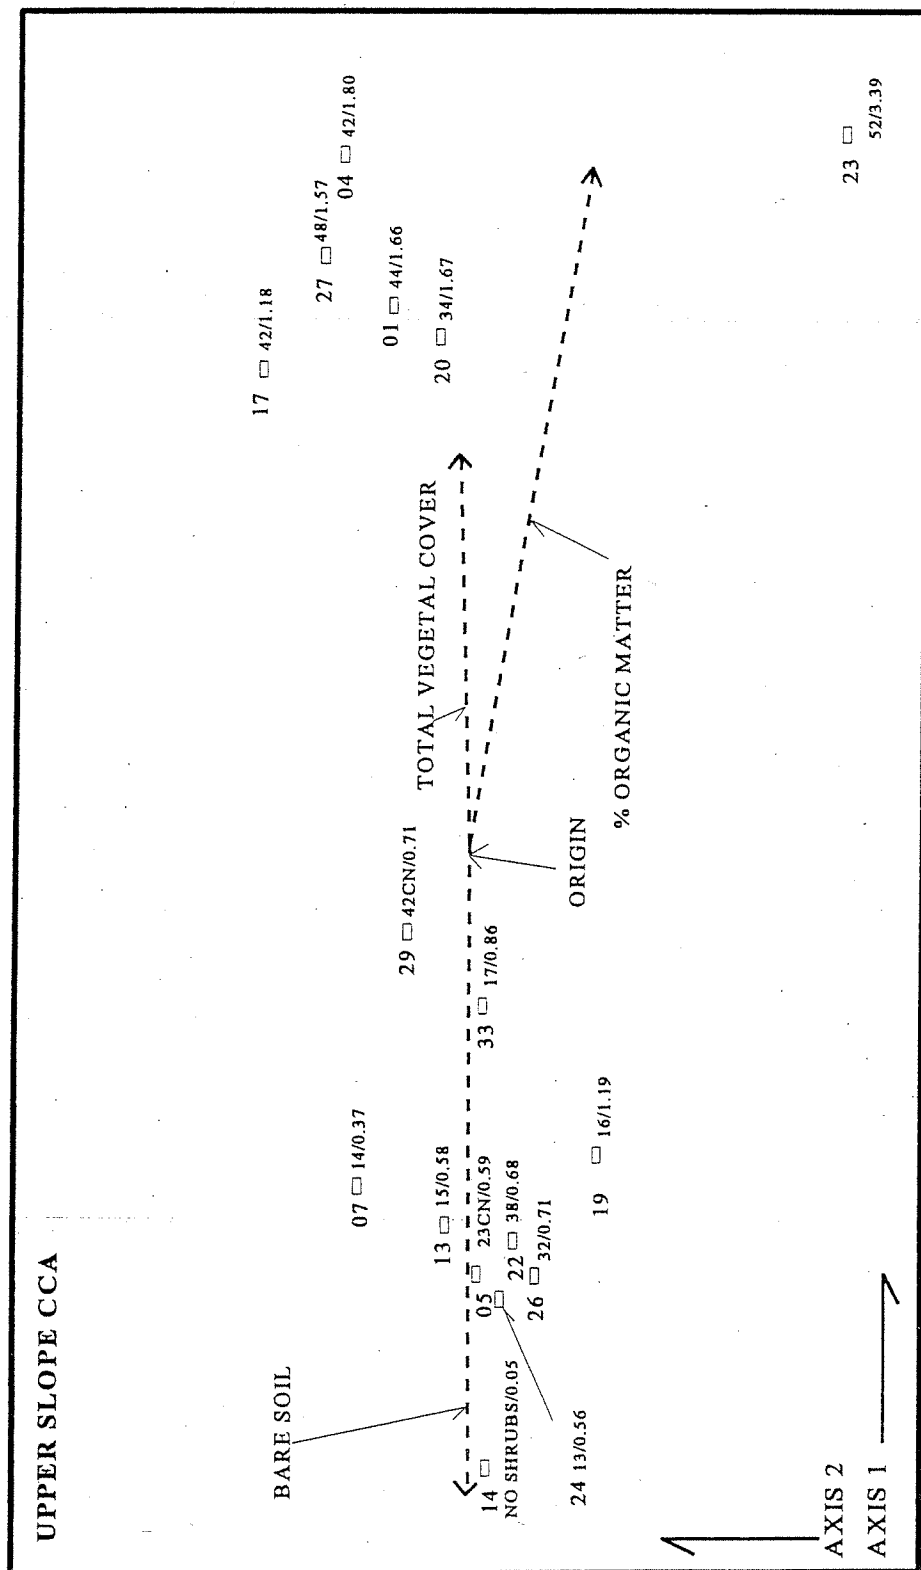 UPPER SLOPE CCA
17 42/1.18
27 48/1.57
04 42/1.80
01 44/1.66
20 34/1.67
23
52/3.39
BARE SOIL
TOTAL VEGETAL COVER
% ORGANIC MATTER
ORIGIN
29 42CN/0.71
33 17/0.86
07 14/0.37
13 15/0.58
05 23CN/0.59
22 38/0.68
26 32/0.71
19 16/1.19
14
NO SHRUBS/0.05
24 13/0.56
AXIS 2
AXIS 1